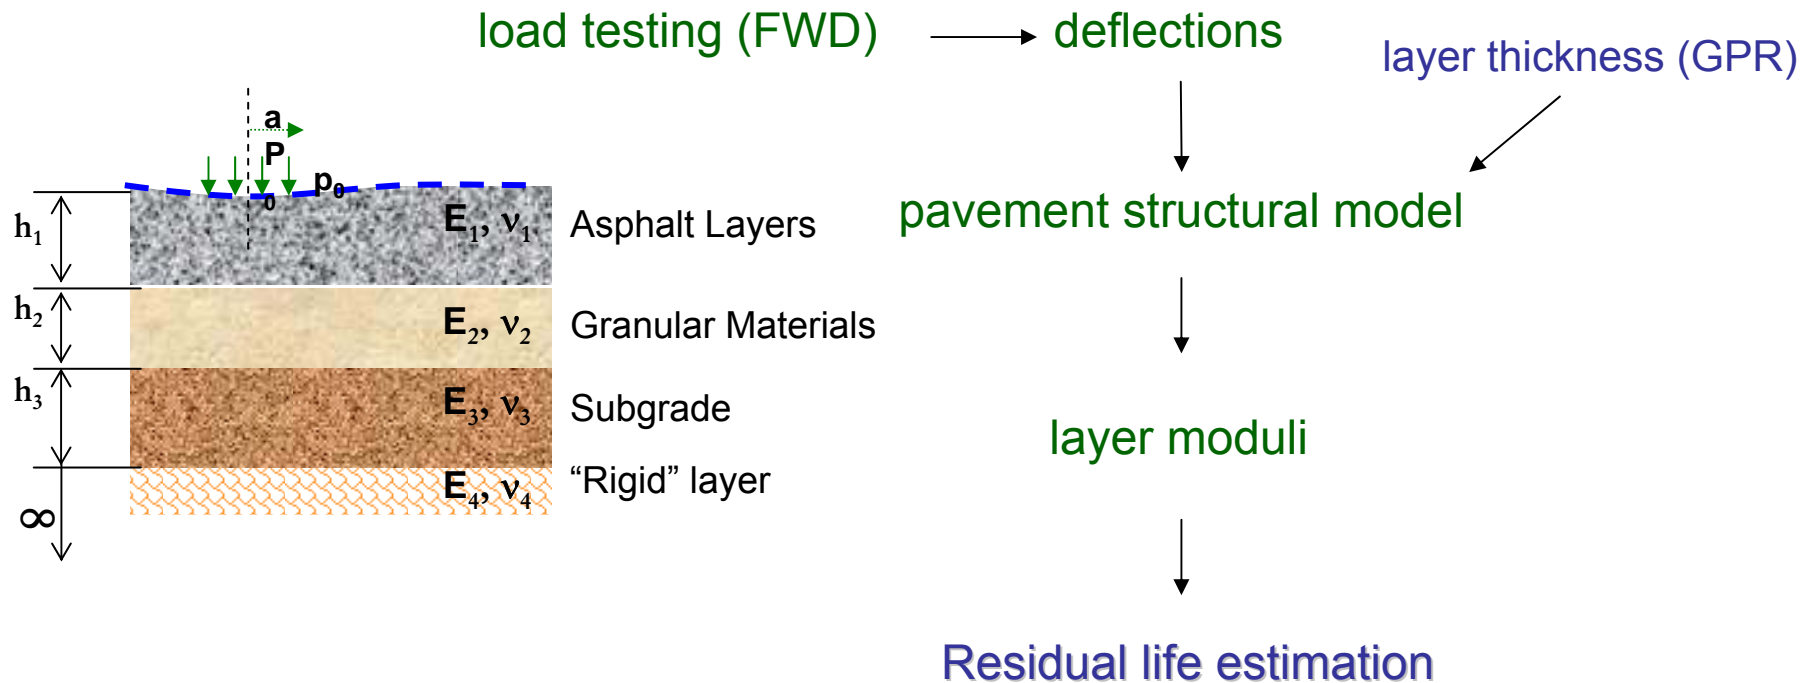 load testing (FWD)
deflections
layer thickness (GPR)
a
P
p₀
0
h₁
E₁, ν₁
Asphalt Layers
pavement structural model
h₂
E₂, ν₂
Granular Materials
h₃
E₃, ν₃
Subgrade
layer moduli
E₄, ν₄
“Rigid” layer
∞
Residual life estimation